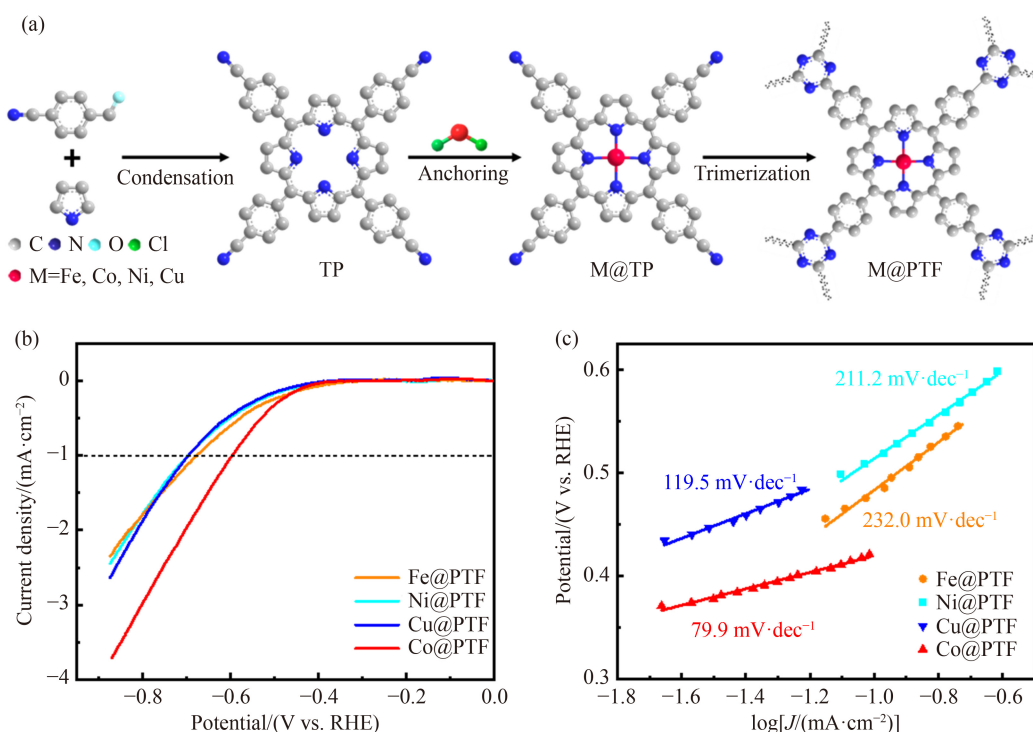 (a)
+
Condensation
Anchoring
Trimerization
C N O Cl
M=Fe, Co, Ni, Cu
TP
M@TP
M@PTF
(b)
Current density/(mA·cm⁻²)
0
−1
−2
−3
−4
Fe@PTF
Ni@PTF
Cu@PTF
Co@PTF
−0.8 −0.6 −0.4 −0.2 0.0
Potential/(V vs. RHE)
(c)
Potential/(V vs. RHE)
0.6
0.5
0.4
0.3
211.2 mV·dec⁻¹
119.5 mV·dec⁻¹
232.0 mV·dec⁻¹
79.9 mV·dec⁻¹
Fe@PTF
Ni@PTF
Cu@PTF
Co@PTF
−1.8 −1.6 −1.4 −1.2 −1.0 −0.8 −0.6
log[J/(mA·cm⁻²)]